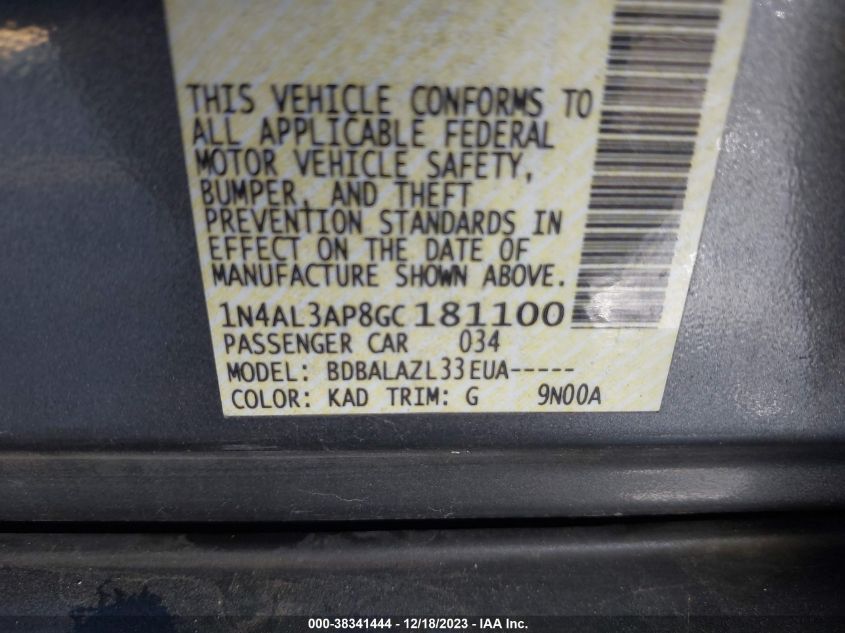 THIS VEHICLE CONFORMS TO
ALL APPLICABLE FEDERAL
MOTOR VEHICLE SAFETY,
BUMPER, AND THEFT
PREVENTION STANDARDS IN
EFFECT ON THE DATE OF
MANUFACTURE SHOWN ABOVE.
1N4AL3AP8GC181100
PASSENGER CAR 034
MODEL: BDBALAZL33EUA-----
COLOR: KAD TRIM: G 9N00A
000-38341444 - 12/18/2023 - IAA Inc.